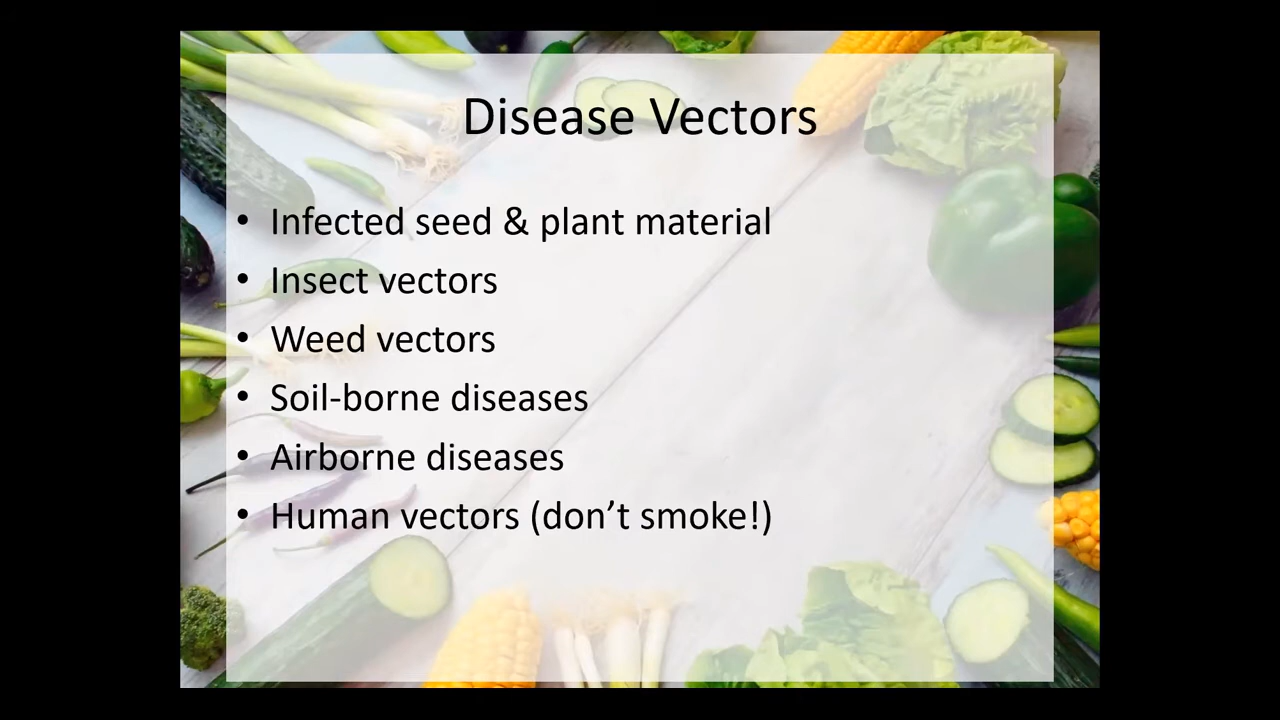 Disease Vectors
• Infected seed & plant material
• Insect vectors
• Weed vectors
• Soil-borne diseases
• Airborne diseases
• Human vectors (don’t smoke!)